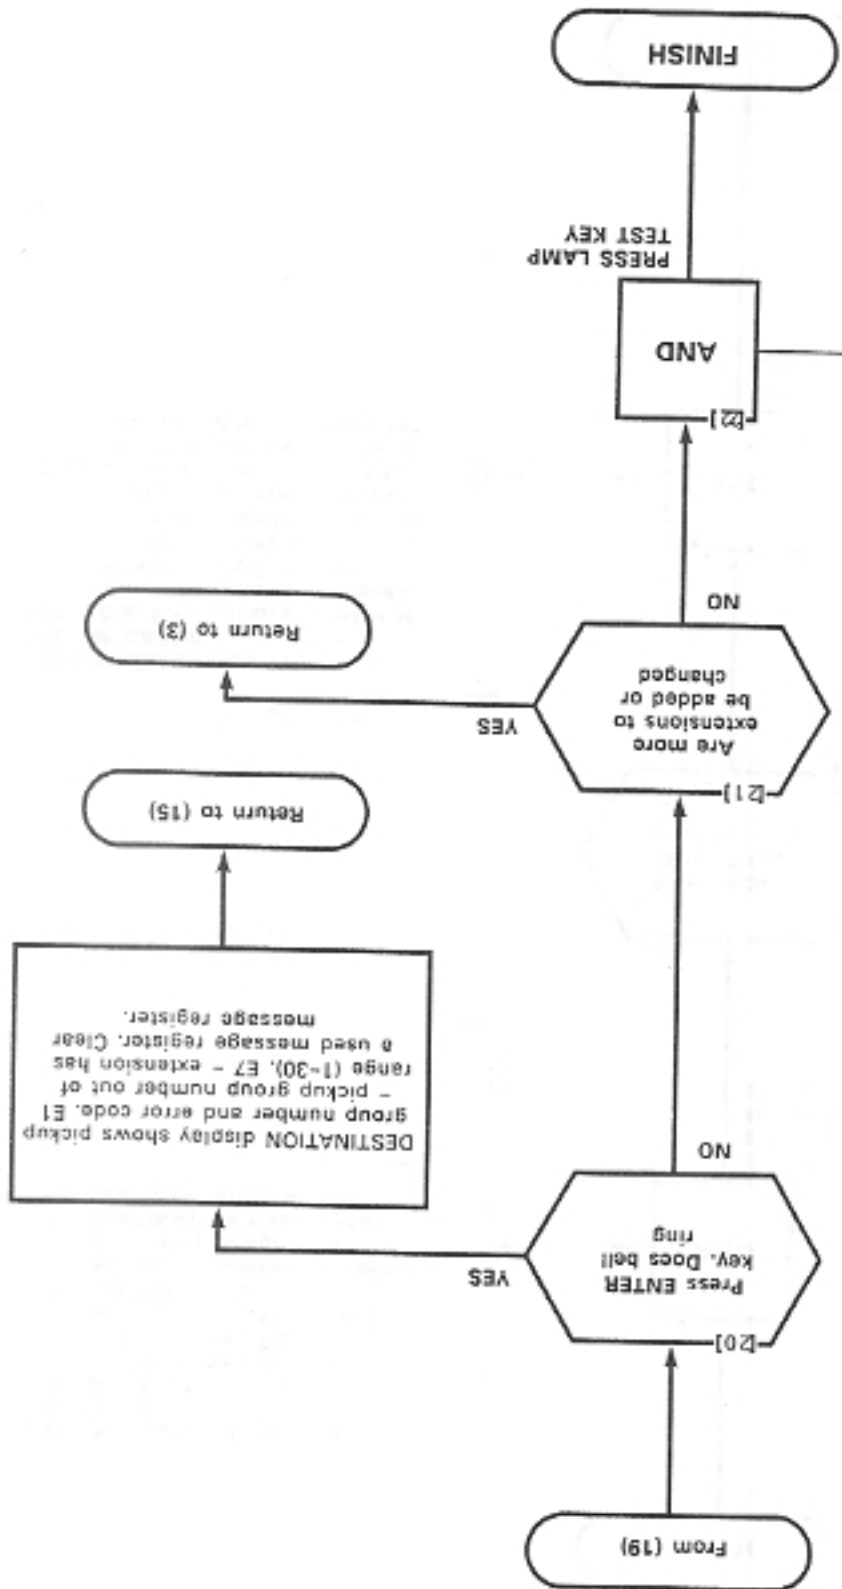 From (19)
[20]
Press ENTER
key. Does bell
ring
YES
NO
DESTINATION display shows pickup
group number and error code. E1
– pickup group number out of
range (1-30). E7 – extension has
a used message register. Clear
message register.
Return to (15)
[21]
Are more
extensions to
be added or
changed
YES
Return to (3)
NO
[22]
AND
PRESS LAMP
TEST KEY
FINISH